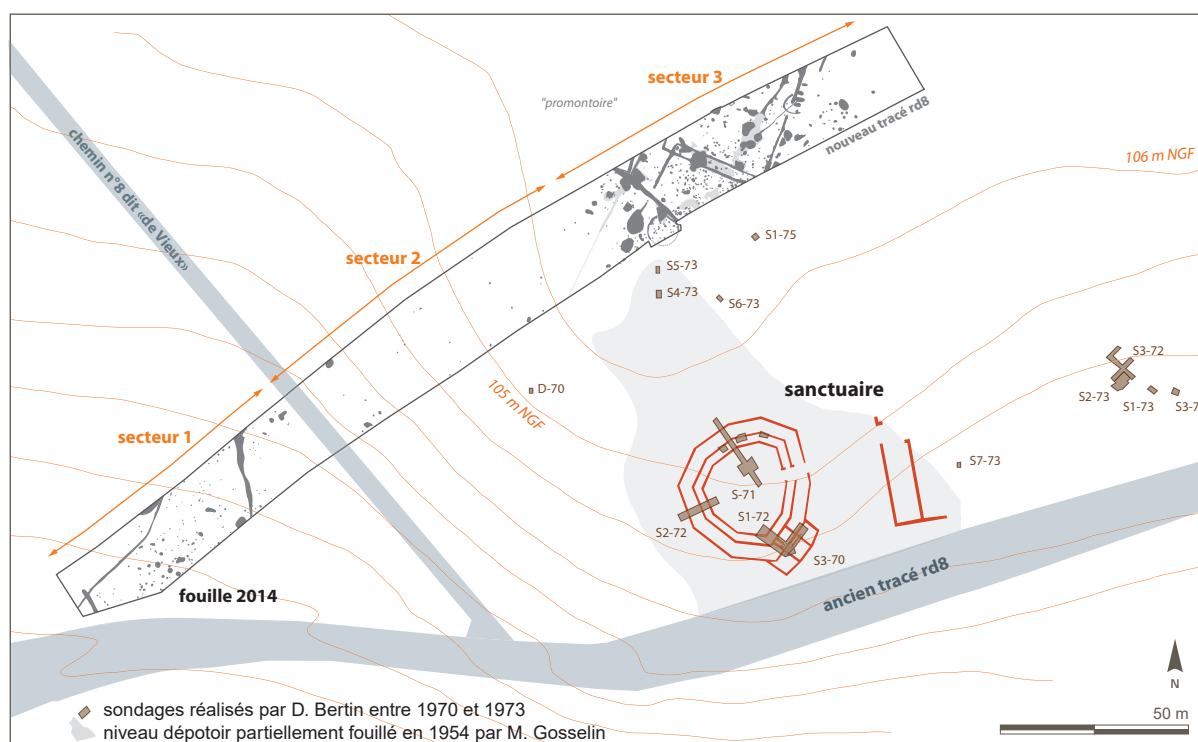 secteur 3
"promontoire"
nouveau tracé rd8
106 m NGF
chemin n°8 dit «de Vieux»
S1-75
secteur 2
S5-73
S4-73
S6-73
S3-72
D-70
105 m NGF
sanctuaire
S2-73
S1-73
S3-7
secteur 1
S7-73
S-71
S1-72
S2-72
S3-70
fouille 2014
ancien tracé rd8
N
sondages réalisés par D. Bertin entre 1970 et 1973
niveau dépotoir partiellement fouillé en 1954 par M. Gosselin
50 m